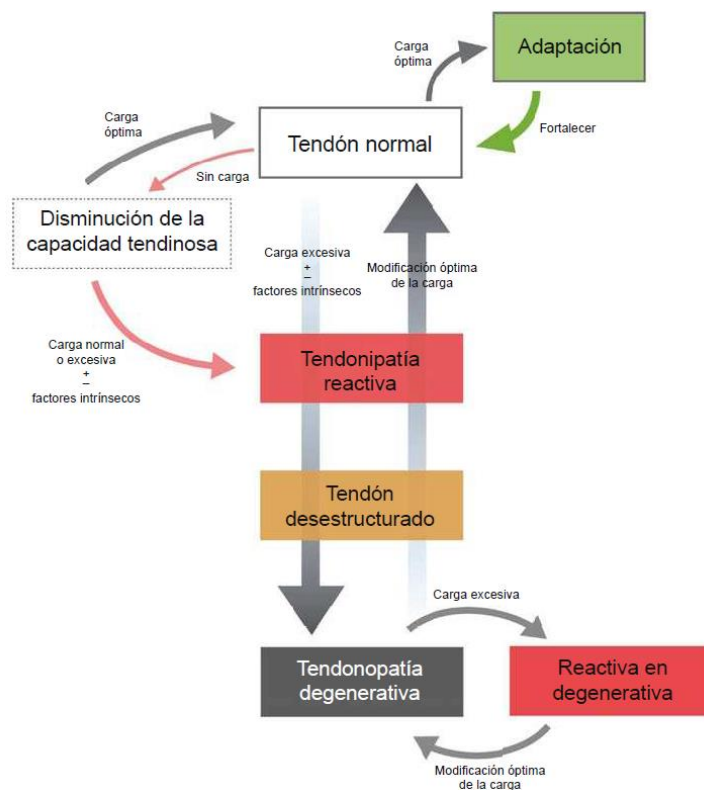 Carga
óptima
Adaptación
Carga
óptima
Fortalecer
Tendón normal
Sin carga
Disminución de la
capacidad tendinosa
Carga excesiva
+
−
factores intrínsecos
Modificación óptima
de la carga
Carga normal
o excesiva
+
−
factores intrínsecos
Tendonipatía
reactiva
Tendón
desestructurado
Carga excesiva
Tendonopatía
degenerativa
Reactiva en
degenerativa
Modificación óptima
de la carga